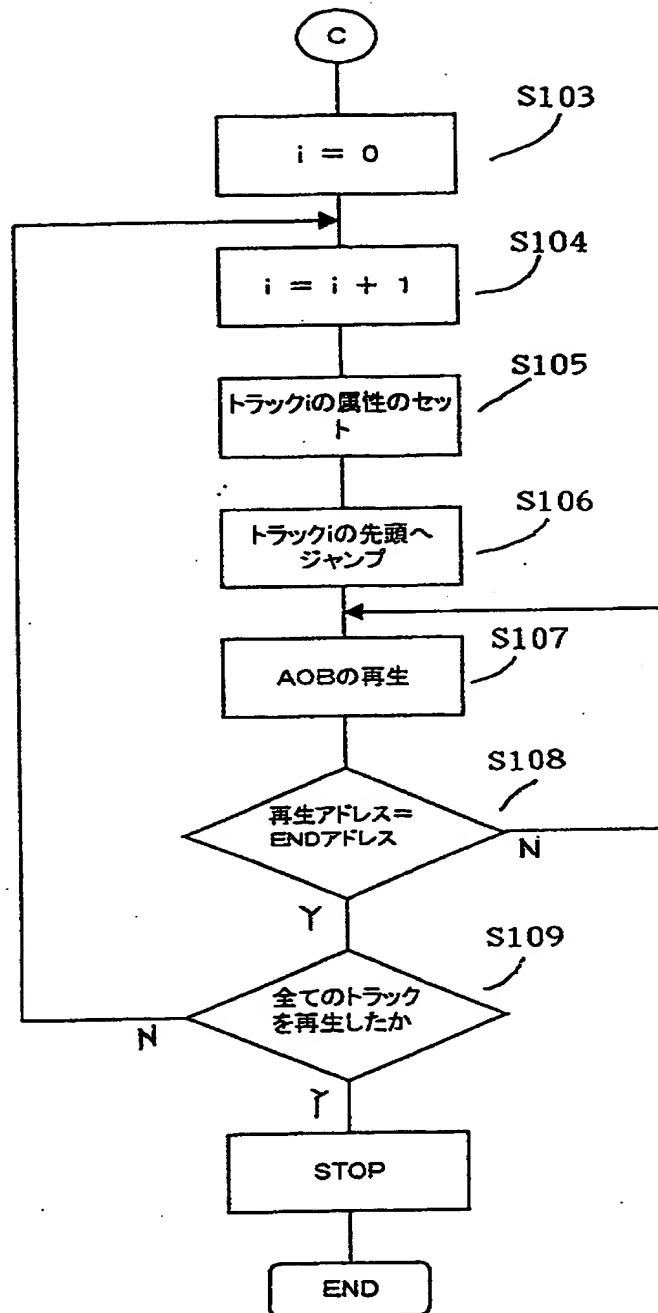 C
S103
i = 0
S104
i = i + 1
S105
トラックiの属性のセッ
ト
S106
トラックiの先頭へ
ジャンプ
S107
AOBの再生
S108
再生アドレス=
ENDアドレス
N
Y
S109
全てのトラック
を再生したか
N
Y
STOP
END